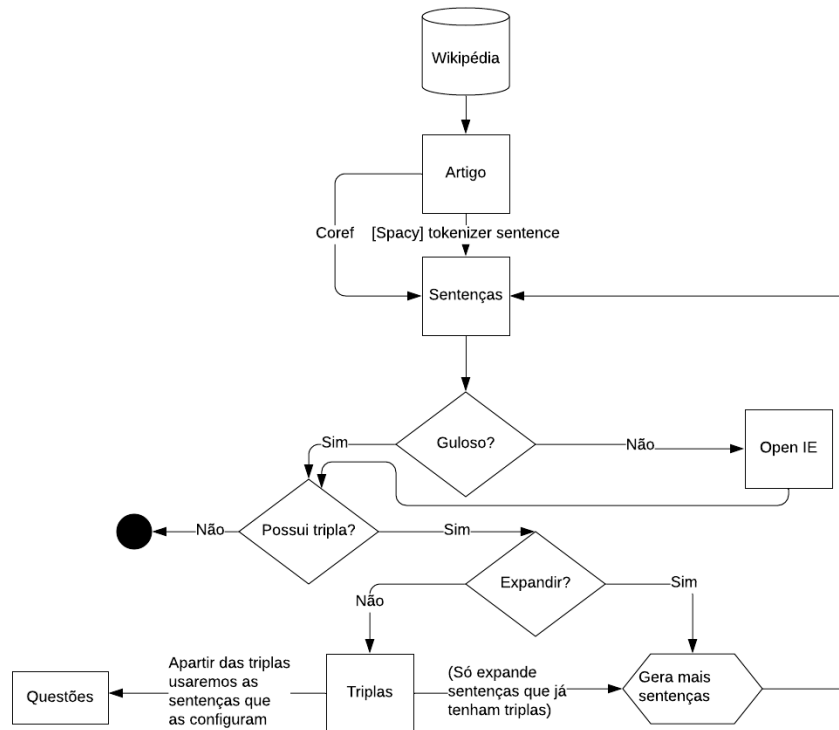 Wikipédia
Artigo
Coref
[Spacy] tokenizer sentence
Sentenças
Guloso?
Sim
Não
Open IE
Possui tripla?
Não
Sim
Expandir?
Não
Sim
Questões
Apartir das triplas
usaremos as
sentenças que
as configuram
Triplas
(Só expande
sentenças que já
tenham triplas)
Gera mais
sentenças